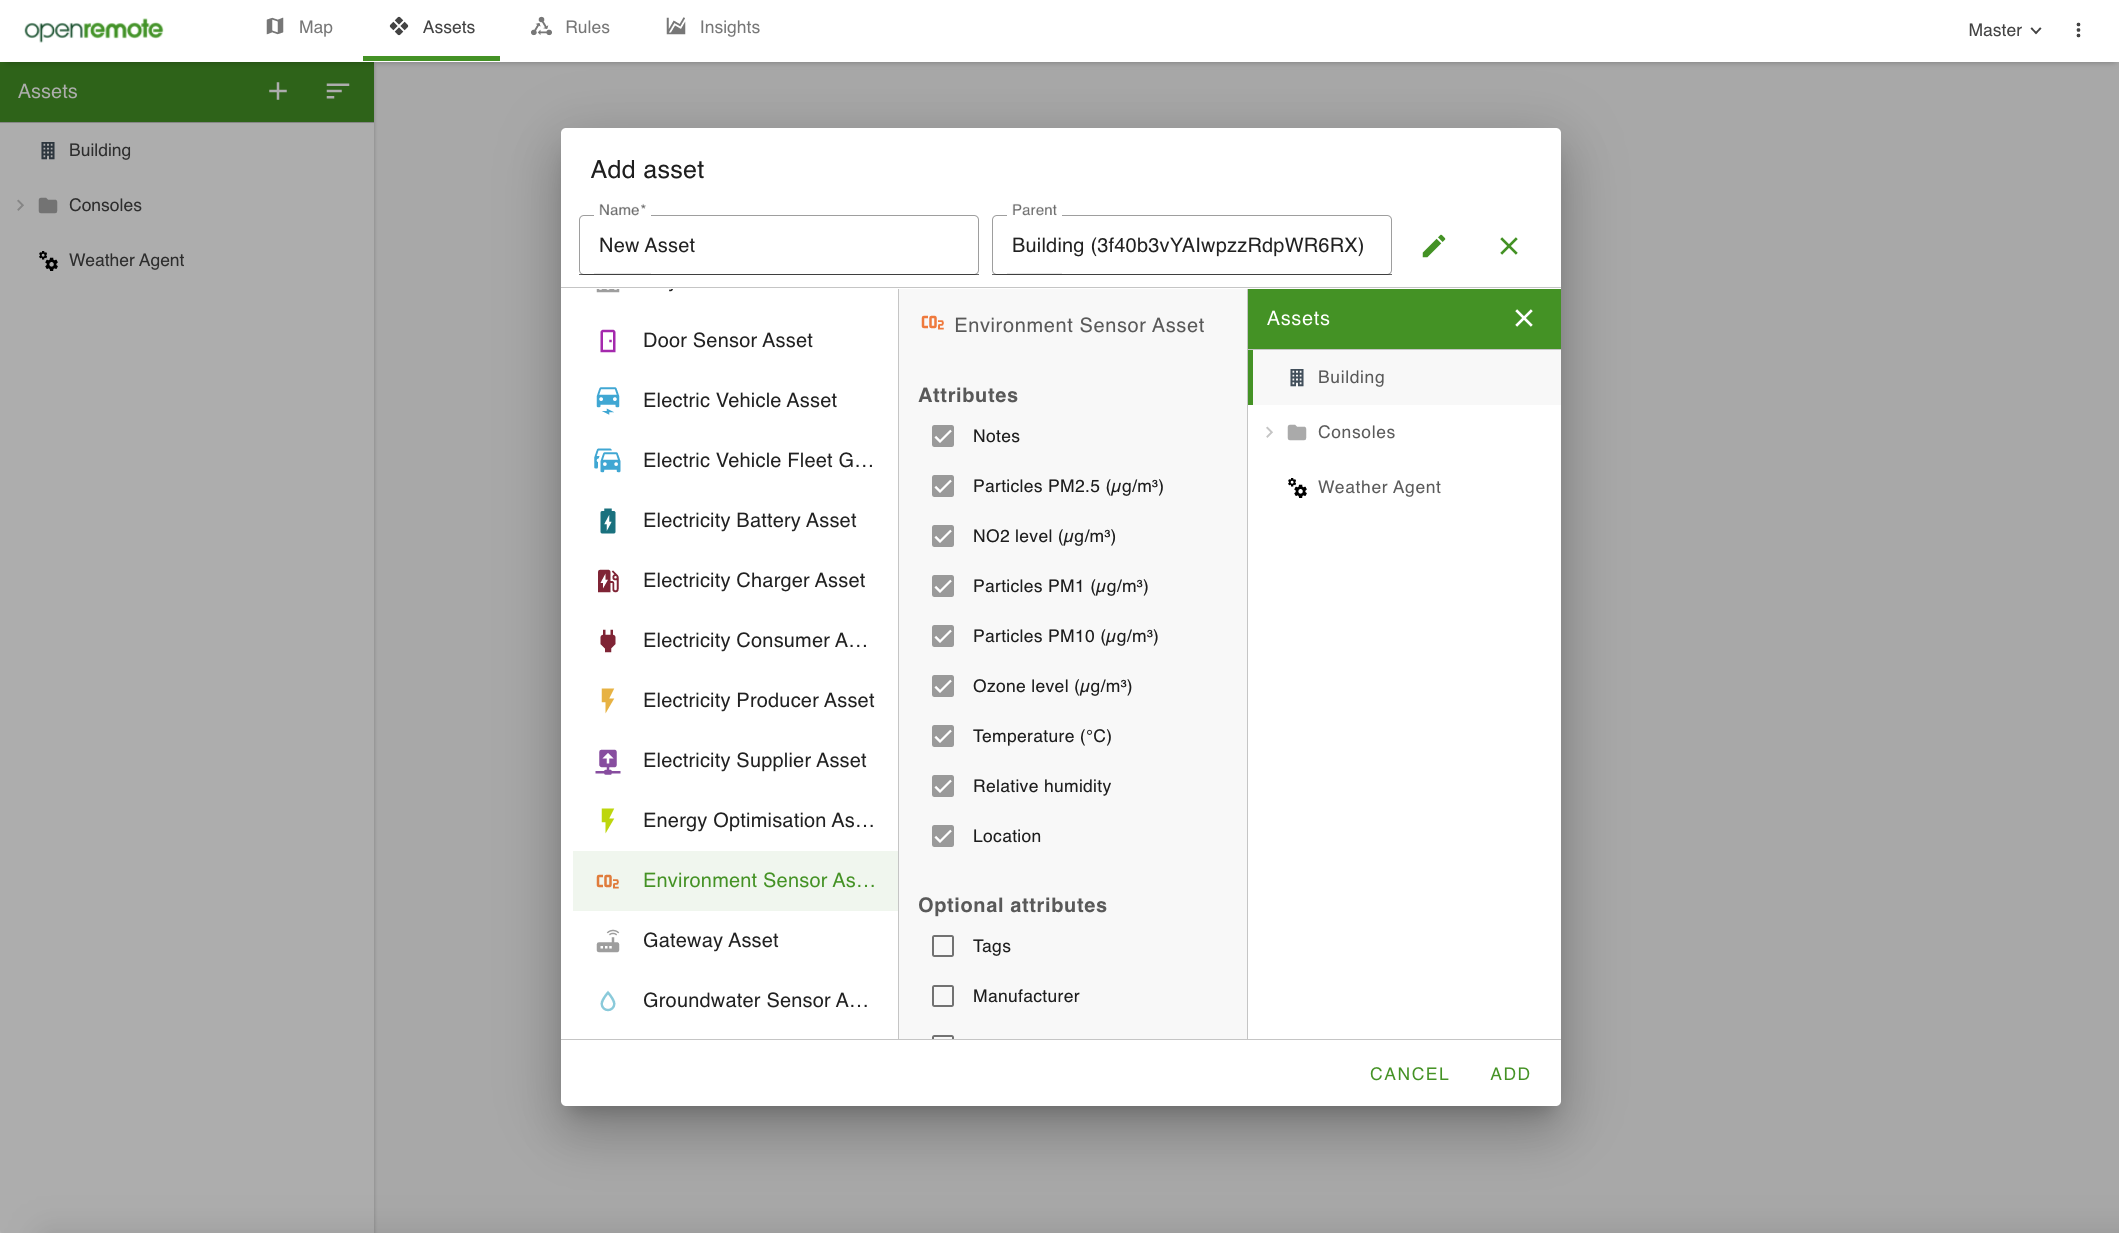 openremote
Map
Assets
Rules
Insights
Master
Assets
Building
Consoles
Weather Agent
Add asset
Name*
New Asset
Parent
Building (3f40b3vYAIwpzzRdpWR6RX)
Door Sensor Asset
Electric Vehicle Asset
Electric Vehicle Fleet G...
Electricity Battery Asset
Electricity Charger Asset
Electricity Consumer A...
Electricity Producer Asset
Electricity Supplier Asset
Energy Optimisation As...
CO2 Environment Sensor As...
Gateway Asset
Groundwater Sensor A...
CO2 Environment Sensor Asset
Attributes
Notes
Particles PM2.5 (µg/m³)
NO2 level (µg/m³)
Particles PM1 (µg/m³)
Particles PM10 (µg/m³)
Ozone level (µg/m³)
Temperature (°C)
Relative humidity
Location
Optional attributes
Tags
Manufacturer
Assets
Building
Consoles
Weather Agent
CANCEL
ADD